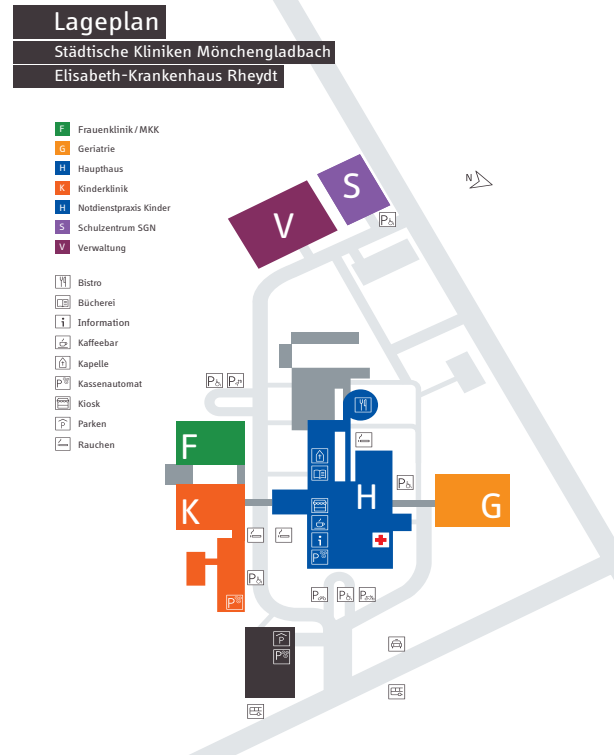 Lageplan
Städtische Kliniken Mönchengladbach
Elisabeth-Krankenhaus Rheydt
F Frauenklinik/MKK
G Geriatrie
H Haupthaus
K Kinderklinik
H Notdienstpraxis Kinder
S Schulzentrum SGN
V Verwaltung
Bistro
Bücherei
i Information
Kaffeebar
Kapelle
P Kassenautomat
Kiosk
P Parken
Rauchen
N
S
P
V
P P
F
P
G
K
H
i
P
P
P
P P P
P
P